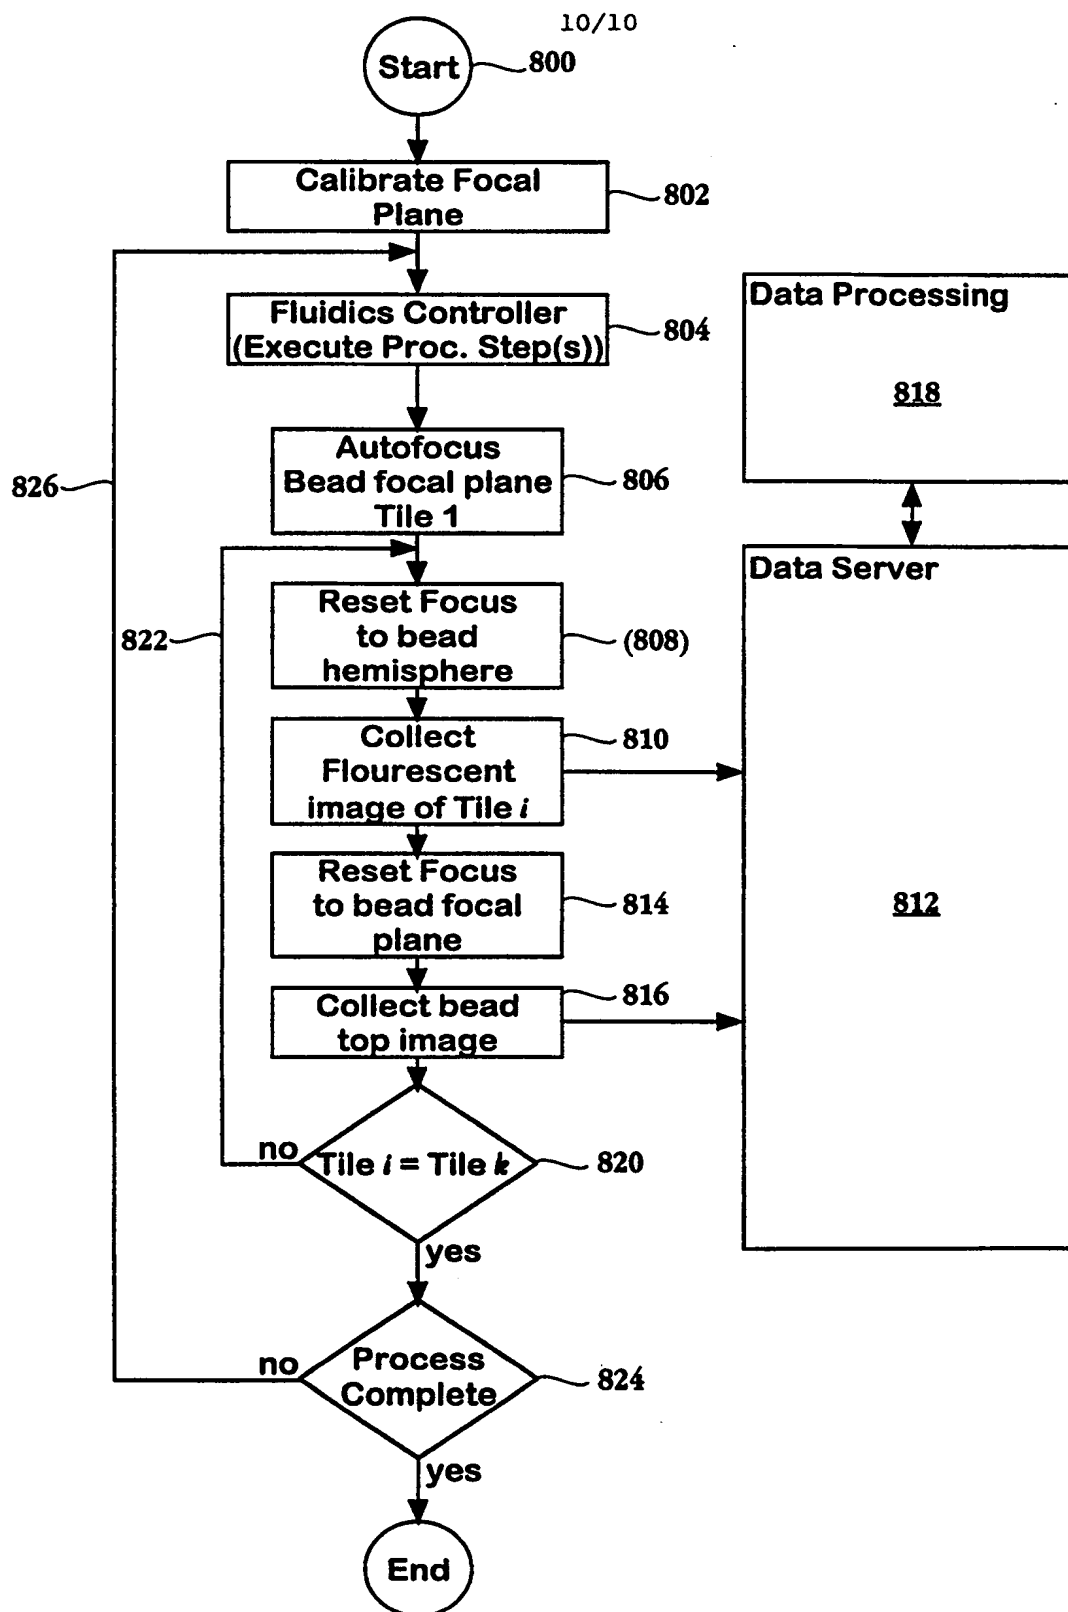 10/10
Start
800
Calibrate Focal
Plane
802
Fluidics Controller
(Execute Proc. Step(s))
804
Data Processing
818
Autofocus
Bead focal plane
Tile 1
806
826
Data Server
812
Reset Focus
to bead
hemisphere
(808)
822
Collect
Flourescent
image of Tile i
810
Reset Focus
to bead focal
plane
814
Collect bead
top image
816
no
Tile i = Tile k
820
yes
no
Process
Complete
824
yes
End